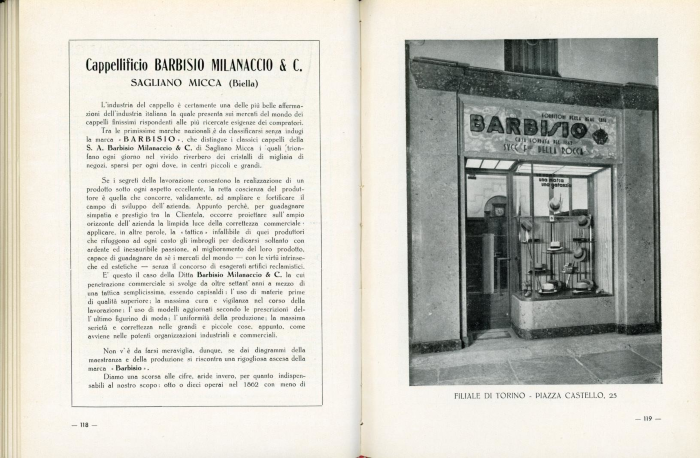 Cappellificio BARBISIO MILANACCIO & C.
SAGLIANO MICCA (Biella)
L'industria del cappello è certamente una delle più belle afferma-
zioni dell'industria italiana la quale presenta sui mercati del mondo dei
cappelli finissimi rispondenti alle più ricercate esigenze dei compratori.
Tra le primissime marche nazionali è da classificarsi senza indugi
la marca « BARBISIO », che distingue i classici cappelli della
S. A. Barbisio Milanaccio & C. di Sagliano Micca i quali trion-
fano ogni giorno nel vivido riverbero dei cristalli di migliaia di
negozi, sparsi per ogni dove, in centri piccoli e grandi.
Se i segreti della lavorazione consentono la realizzazione di un
prodotto sotto ogni aspetto eccellente, la retta coscienza del produt-
tore è quella che concorre, validamente, ad ampliare e fortificare il
campo di sviluppo dell'azienda. Appunto perchè, per guadagnare
simpatia e prestigio tra la Clientela, occorre proiettare sull'ampio
orizzonte dell'azienda la limpida luce della correttezza commerciale -
applicare, in altre parole, la « tattica » infallibile di quei produttori
che rifuggono ad ogni costo gli imbrogli per dedicarsi soltanto con
ardente ed inesauribile passione, al miglioramento del loro prodotto,
capace di guadagnare da sè i mercati del mondo — con le virtù intrinse-
che ed estetiche — senza il concorso di esagerati artifici reclamistici.
E' questo il caso della Ditta Barbisio Milanaccio & C. la cui
penetrazione commerciale si svolge da oltre settant'anni a mezzo di
una tattica semplicissima, essendo capisaldi: l'uso di materie prime
di qualità superiore; la massima cura e vigilanza nel corso della
lavorazione; l'uso di modelli aggiornati secondo le prescrizioni del-
l'ultimo figurino di moda; l'uniformità della produzione; la massima
serietà e correttezza nelle grandi e piccole cose, appunto, come
avviene nelle potenti organizzazioni industriali e commerciali.
Non v'è da farsi meraviglia, dunque, se dai diagrammi della
maestranza e della produzione si riscontra una rigogliosa ascesa della
marca « Barbisio ».
Diamo una scorsa alle cifre, aride invero, per quanto indispen-
sabili al nostro scopo: otto o dieci operai nel 1862 con meno di
— 118 —
BARBISIO
CASA FONDATA NEL
SUCC. DELLA ROCCA
una marca
una garanzia
FILIALE DI TORINO - PIAZZA CASTELLO, 25
— 119 —